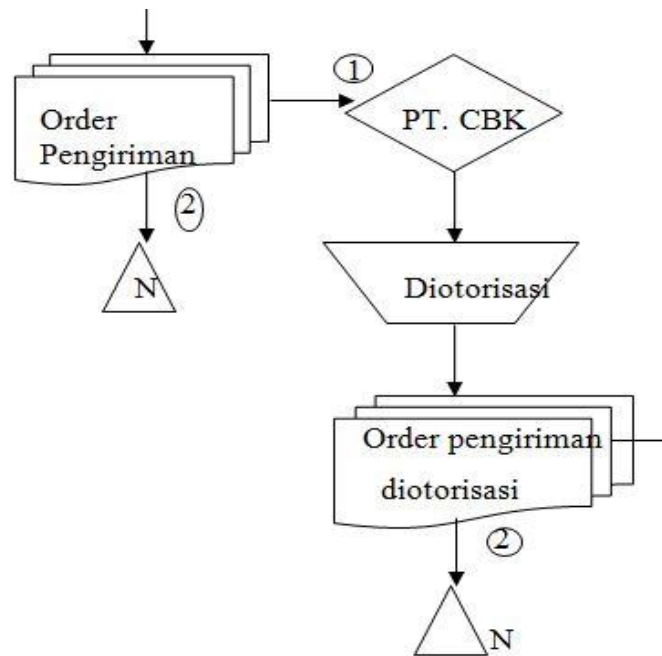 1
Order
Pengiriman
PT. CBK
2
N
Diotorisasi
Order pengiriman
diotorisasi
2
N